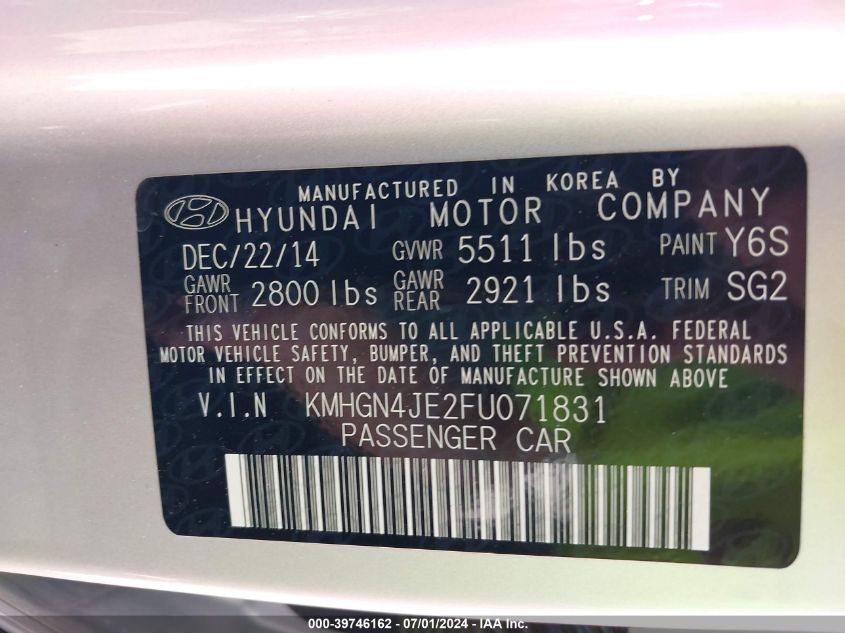 MANUFACTURED IN KOREA BY
HYUNDAI MOTOR COMPANY
DEC/22/14 GVWR 5511 lbs PAINT Y6S
GAWR FRONT 2800 lbs GAWR REAR 2921 lbs TRIM SG2
THIS VEHICLE CONFORMS TO ALL APPLICABLE U.S.A. FEDERAL
MOTOR VEHICLE SAFETY, BUMPER, AND THEFT PREVENTION STANDARDS
IN EFFECT ON THE DATE OF MANUFACTURE SHOWN ABOVE
V.I.N KMHGN4JE2FU071831
PASSENGER CAR
000-39746162 - 07/01/2024 - IAA Inc.